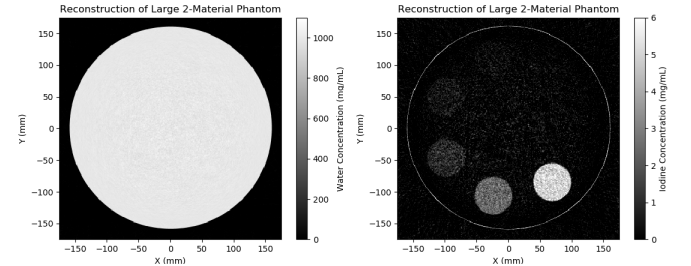 Reconstruction of Large 2-Material Phantom
150
100
50
0
−50
−100
−150
Y (mm)
−150 −100 −50 0 50 100 150
X (mm)
1000
800
600
400
200
0
Water Concentration (mg/mL)
Reconstruction of Large 2-Material Phantom
150
100
50
0
−50
−100
−150
Y (mm)
−150 −100 −50 0 50 100 150
X (mm)
6
5
4
3
2
1
0
Iodine Concentration (mg/mL)